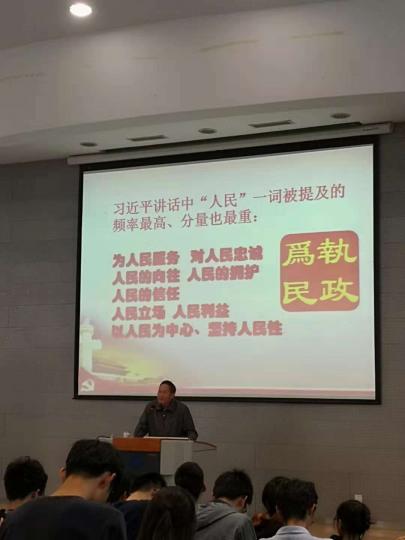 习近平讲话中“人民”一词被提及的
频率最高、分量也最重：
为人民服务 对人民忠诚
人民的向往 人民的拥护
人民的信任
人民立场 人民利益
以人民为中心、坚持人民性
爲執
民政